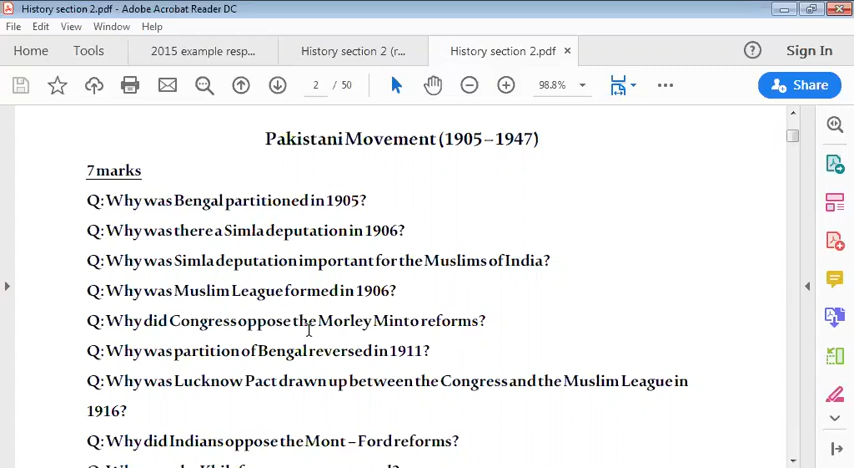 History section 2.pdf - Adobe Acrobat Reader DC
File Edit View Window Help
Home Tools 2015 example resp... History section 2 (r... History section 2.pdf × Sign In
2 / 50 98.8% Share
Pakistani Movement (1905 – 1947)
7 marks
Q: Why was Bengal partitioned in 1905?
Q: Why was there a Simla deputation in 1906?
Q: Why was Simla deputation important for the Muslims of India?
Q: Why was Muslim League formed in 1906?
Q: Why did Congress oppose the Morley Minto reforms?
Q: Why was partition of Bengal reversed in 1911?
Q: Why was Lucknow Pact drawn up between the Congress and the Muslim League in
1916?
Q: Why did Indians oppose the Mont – Ford reforms?